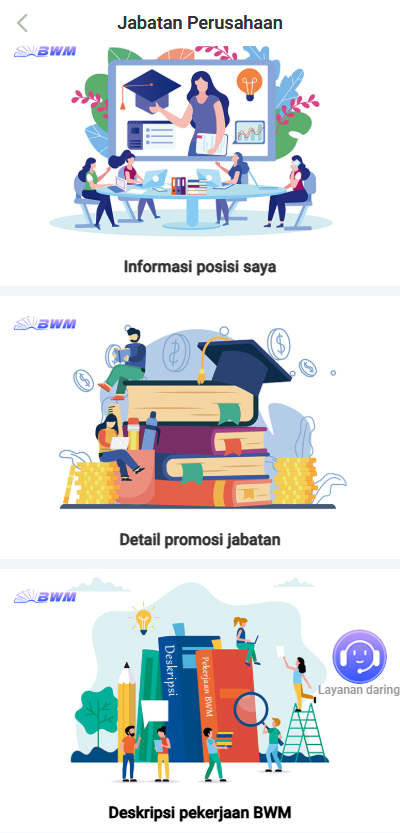 Jabatan Perusahaan
BWM
Informasi posisi saya
BWM
Detail promosi jabatan
BWM
Deskripsi
Pekerjaan BWM
Layanan daring
Deskripsi pekerjaan BWM